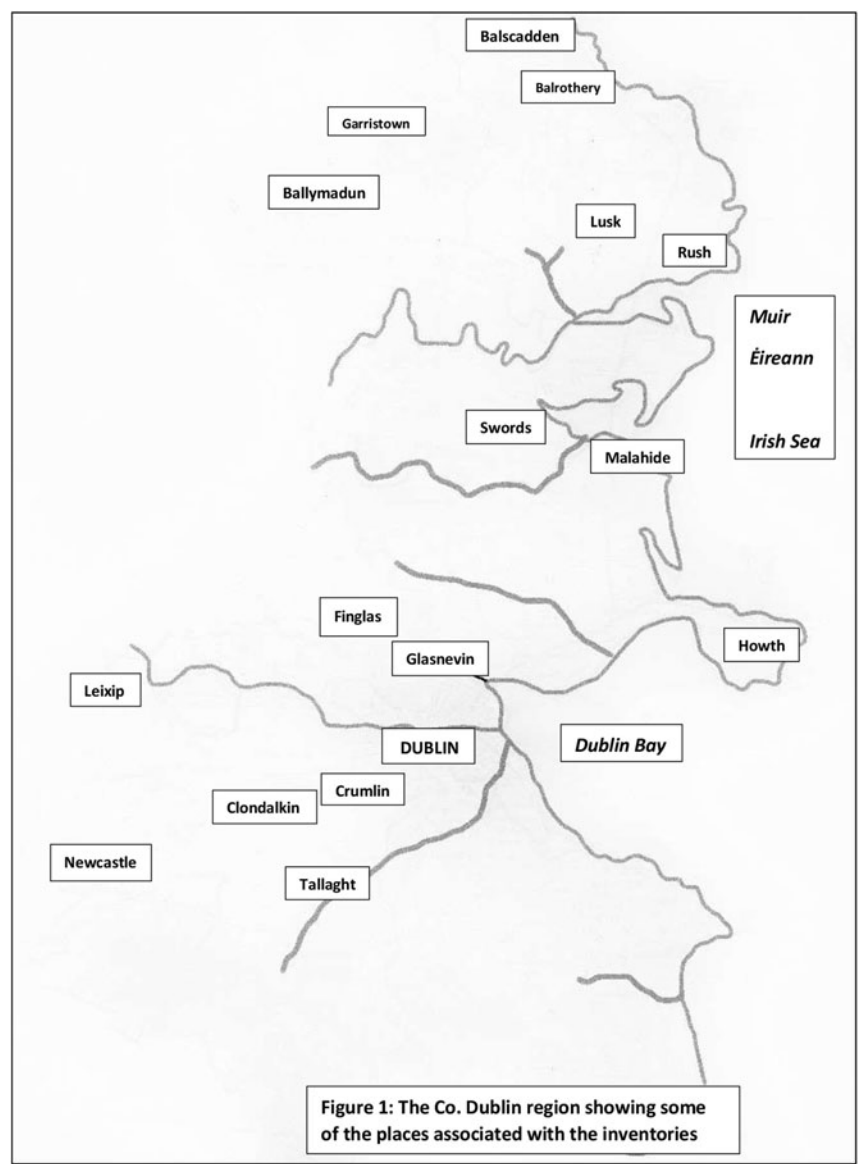 Balscadden
Balrothery
Garristown
Ballymadun
Lusk
Rush
Muir
Ėireann
Irish Sea
Swords
Malahide
Finglas
Glasnevin
Howth
Leixip
DUBLIN
Dublin Bay
Crumlin
Clondalkin
Newcastle
Tallaght
Figure 1: The Co. Dublin region showing some
of the places associated with the inventories